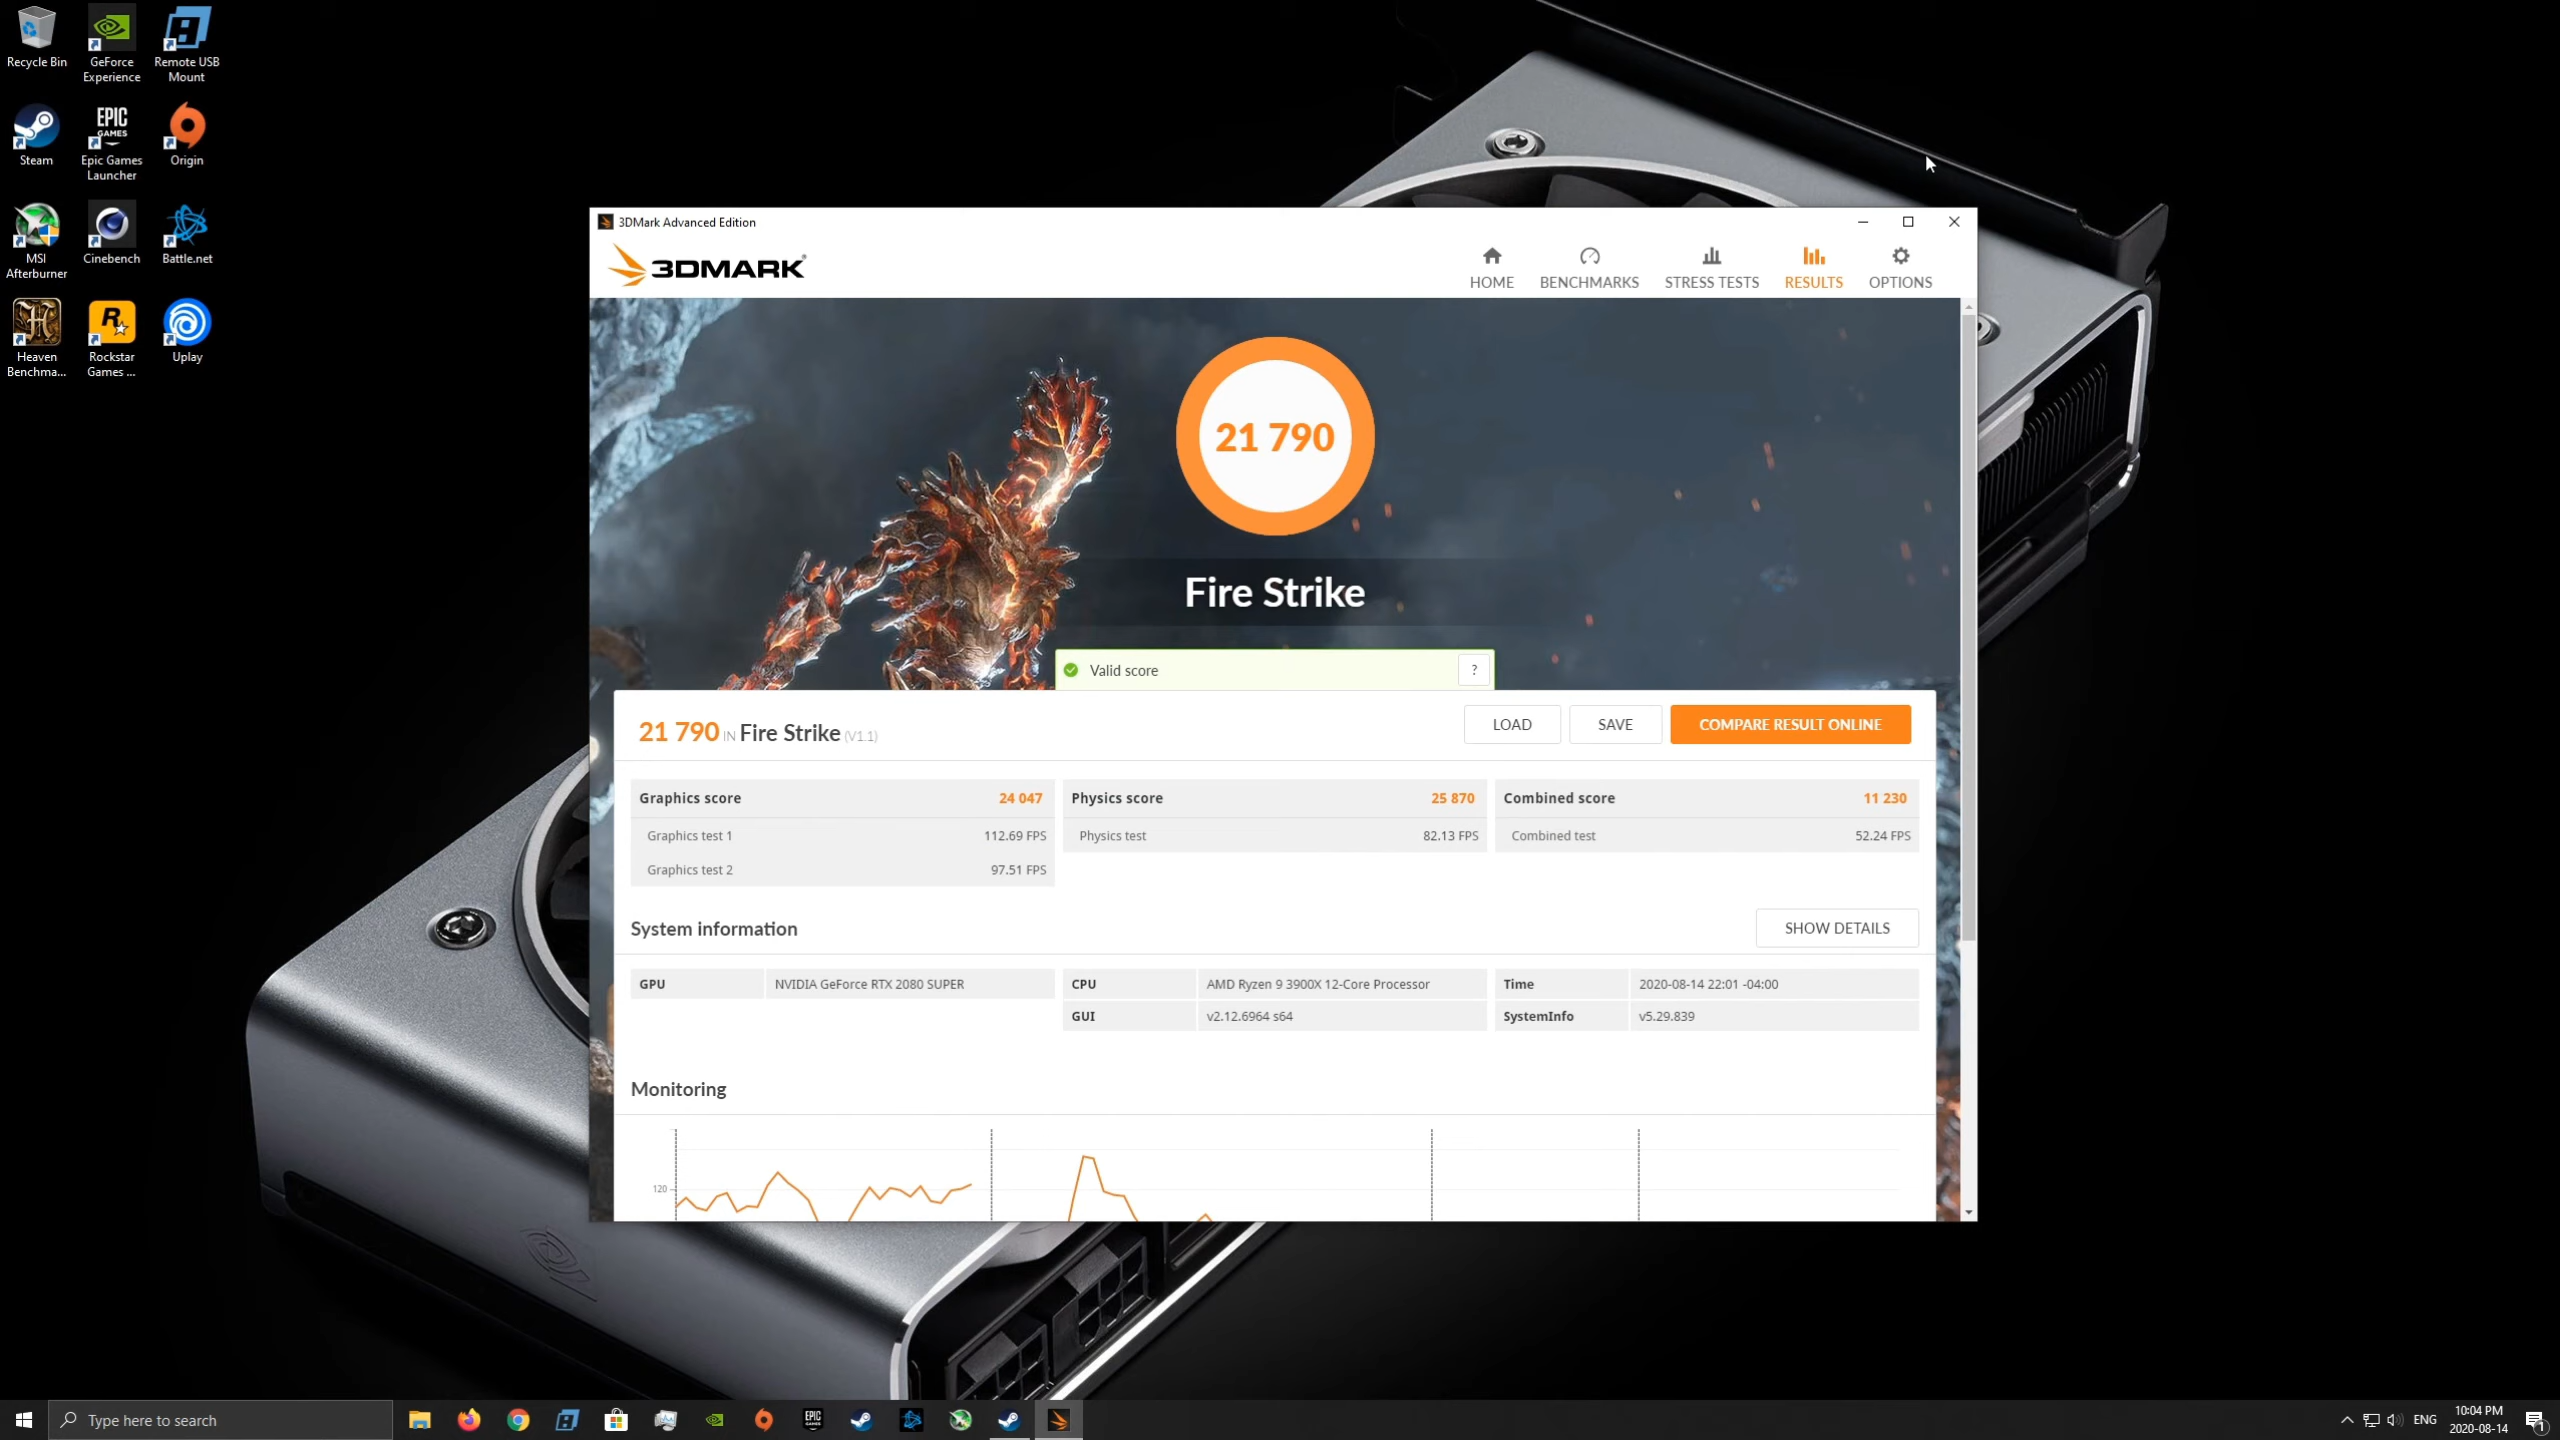 Recycle Bin
GeForce
Experience
Remote USB
Mount
Steam
EPIC
GAMES
Epic Games
Launcher
Origin
MSI
Afterburner
Cinebench
Battle.net
Heaven
Benchma...
R
Rockstar
Games ...
Uplay
3DMark Advanced Edition
3DMARK
HOME
BENCHMARKS
STRESS TESTS
RESULTS
OPTIONS
21 790
Fire Strike
Valid score
?
21 790 IN Fire Strike (V1.1)
LOAD
SAVE
COMPARE RESULT ONLINE
Graphics score 24 047
Graphics test 1 112.69 FPS
Graphics test 2 97.51 FPS
Physics score 25 870
Physics test 82.13 FPS
Combined score 11 230
Combined test 52.24 FPS
System information
SHOW DETAILS
GPU NVIDIA GeForce RTX 2080 SUPER
CPU AMD Ryzen 9 3900X 12-Core Processor
GUI v2.12.6964 s64
Time 2020-08-14 22:01 -04:00
SystemInfo v5.29.839
Monitoring
120
Type here to search
EPIC
ENG
10:04 PM
2020-08-14
1